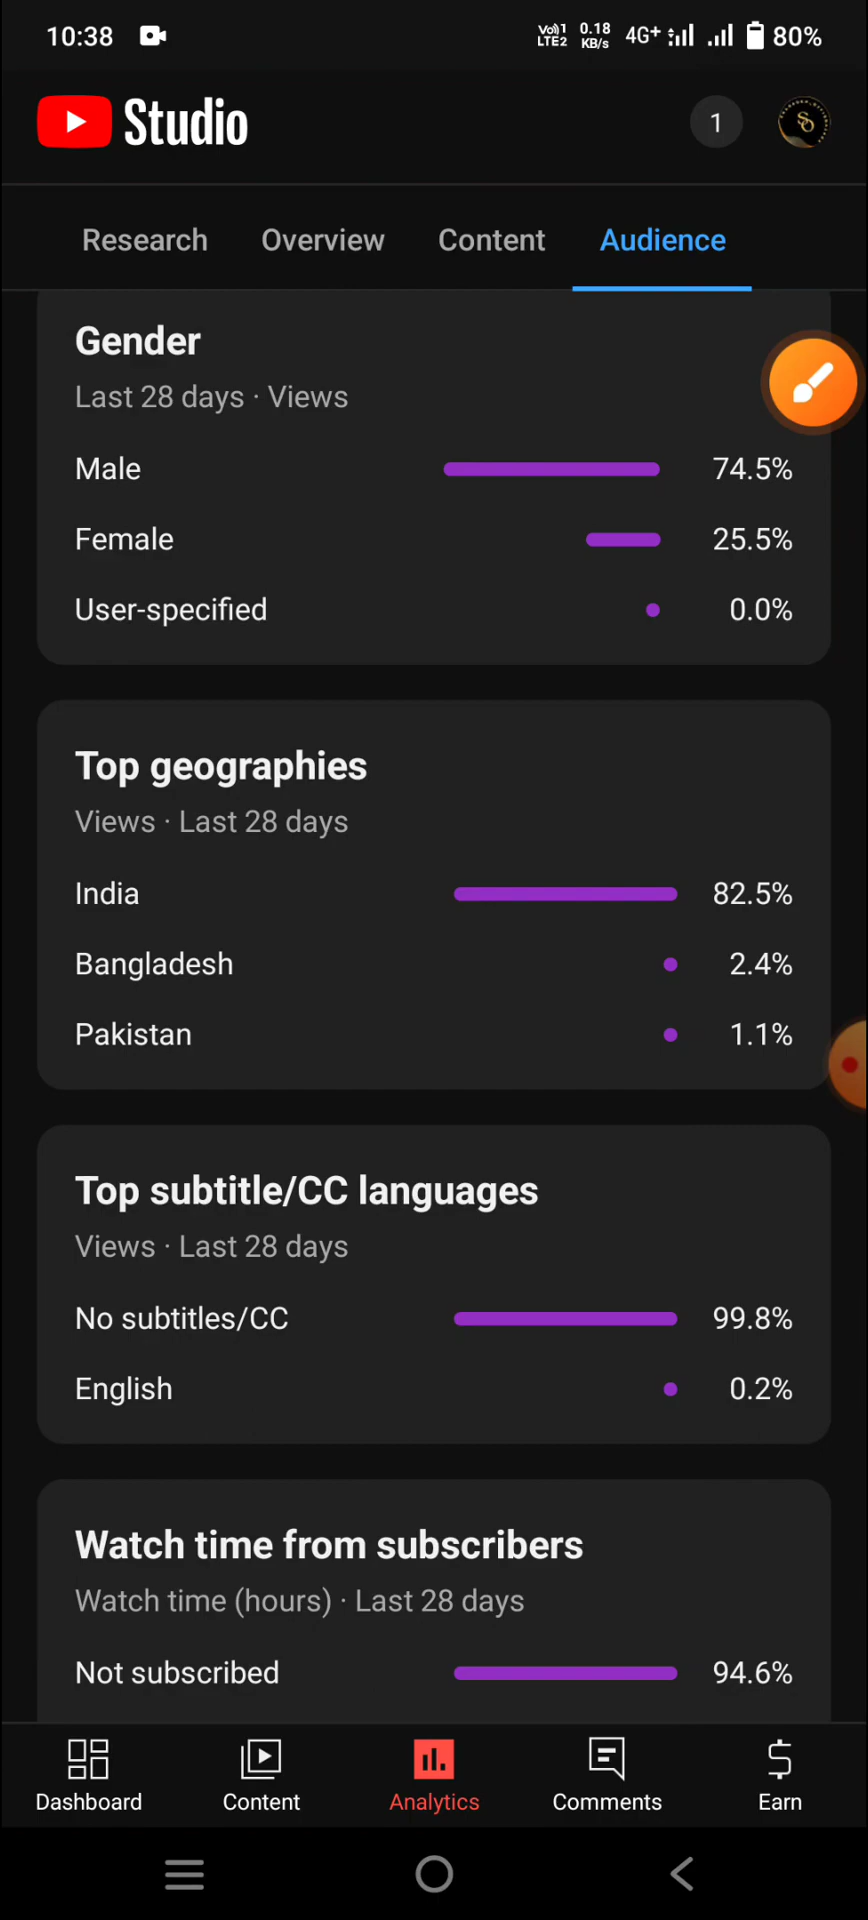 10:38 Vo)) 1 LTE2 0.18 KB/s 4G+ 80%
Studio 1
Research Overview Content Audience
Gender
Last 28 days · Views
Male 74.5%
Female 25.5%
User-specified 0.0%
Top geographies
Views · Last 28 days
India 82.5%
Bangladesh 2.4%
Pakistan 1.1%
Top subtitle/CC languages
Views · Last 28 days
No subtitles/CC 99.8%
English 0.2%
Watch time from subscribers
Watch time (hours) · Last 28 days
Not subscribed 94.6%
Dashboard Content Analytics Comments Earn